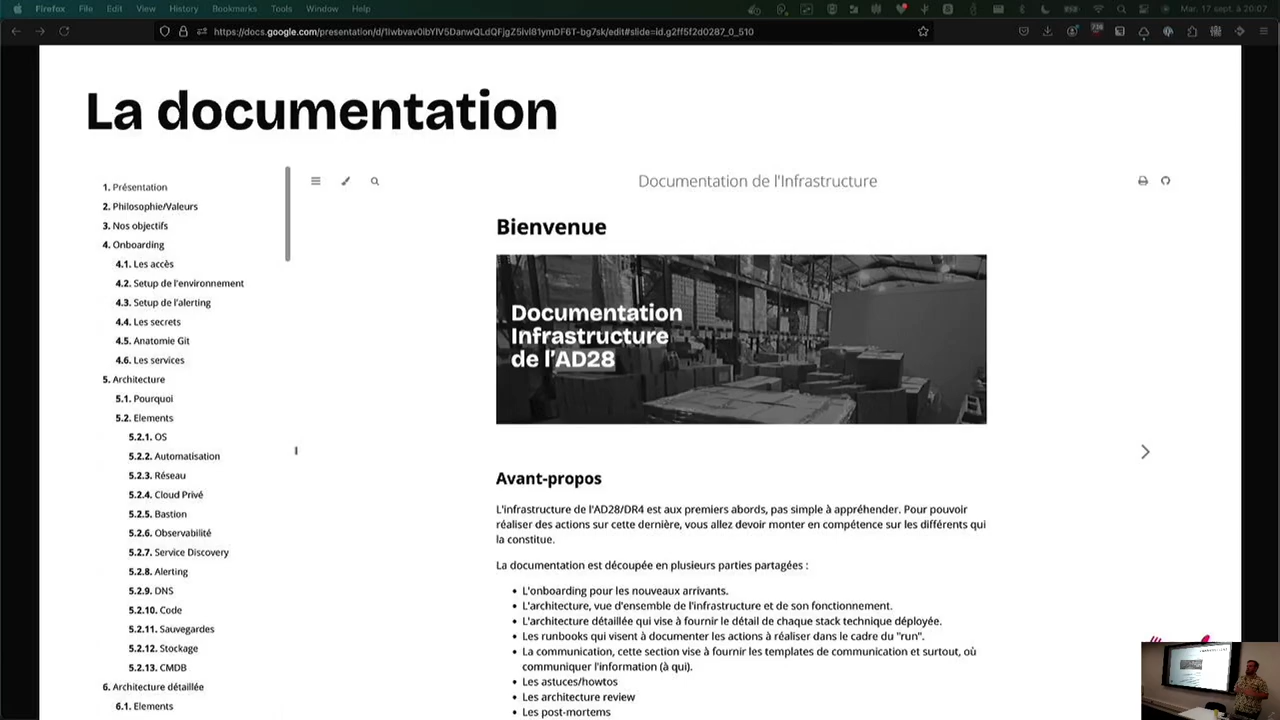 Firefox File Edit View History Bookmarks Tools Window Help
Mar. 17 sept. à 20:07
La documentation
1. Présentation
2. Philosophie/Valeurs
3. Nos objectifs
4. Onboarding
4.1. Les accès
4.2. Setup de l'environnement
4.3. Setup de l'alerting
4.4. Les secrets
4.5. Anatomie Git
4.6. Les services
5. Architecture
5.1. Pourquoi
5.2. Elements
5.2.1. OS
5.2.2. Automatisation
5.2.3. Réseau
5.2.4. Cloud Privé
5.2.5. Bastion
5.2.6. Observabilité
5.2.7. Service Discovery
5.2.8. Alerting
5.2.9. DNS
5.2.10. Code
5.2.11. Sauvegardes
5.2.12. Stockage
5.2.13. CMDB
6. Architecture détaillée
6.1. Elements
Documentation de l'Infrastructure
Bienvenue
Documentation
Infrastructure
de l'AD28
Avant-propos
L'infrastructure de l'AD28/DR4 est aux premiers abords, pas simple à appréhender. Pour pouvoir
réaliser des actions sur cette dernière, vous allez devoir monter en compétence sur les différents qui
la constitue.
La documentation est découpée en plusieurs parties partagées :
• L'onboarding pour les nouveaux arrivants.
• L'architecture, vue d'ensemble de l'infrastructure et de son fonctionnement.
• L'architecture détaillée qui vise à fournir le détail de chaque stack technique déployée.
• Les runbooks qui visent à documenter les actions à réaliser dans le cadre du "run".
• La communication, cette section vise à fournir les templates de communication et surtout, où
communiquer l'information (à qui).
• Les astuces/howtos
• Les architecture review
• Les post-mortems